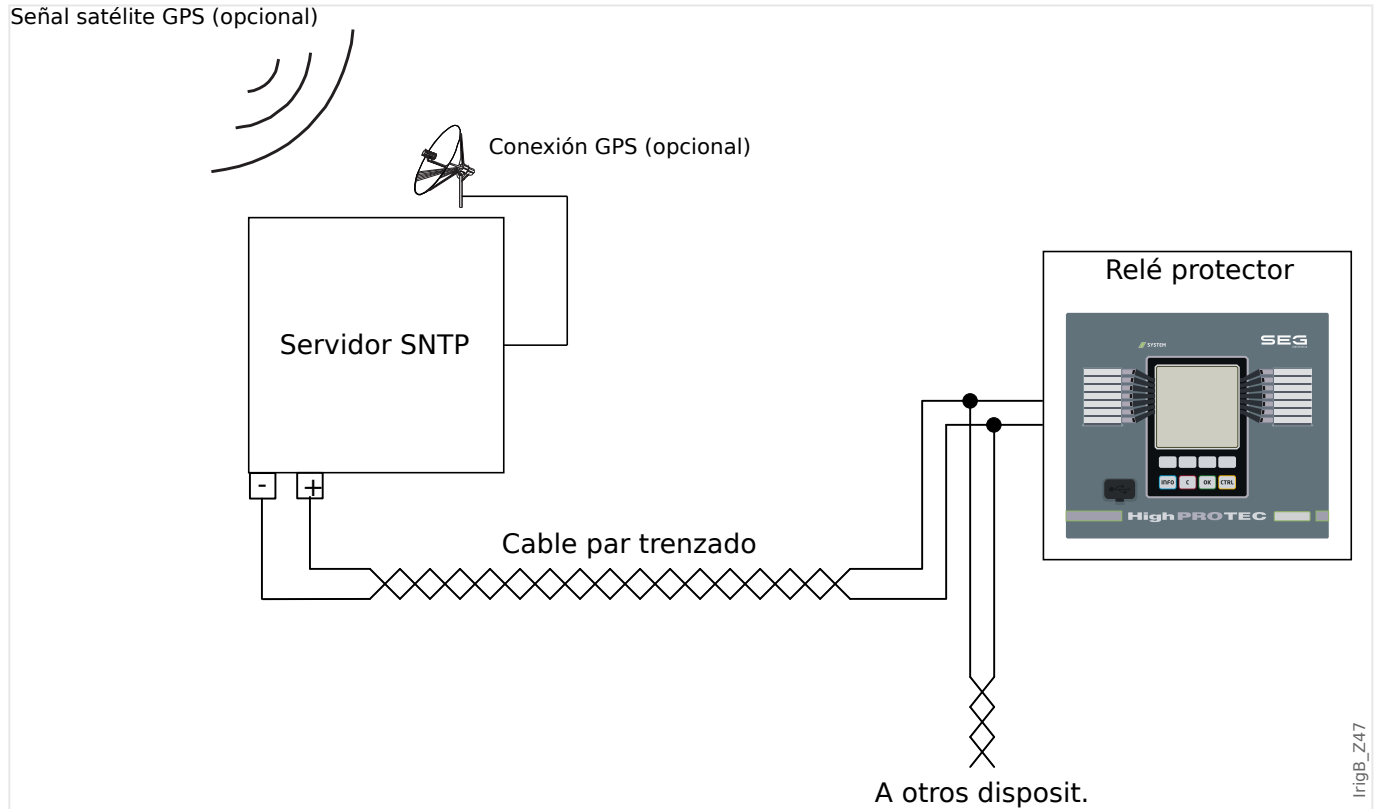 Señal satélite GPS (opcional)
Conexión GPS (opcional)
Servidor SNTP
- +
Cable par trenzado
Relé protector
SYSTEM
SEG
INFO C OK CTRL
HighPROTEC
A otros disposit.
IrigB_Z47